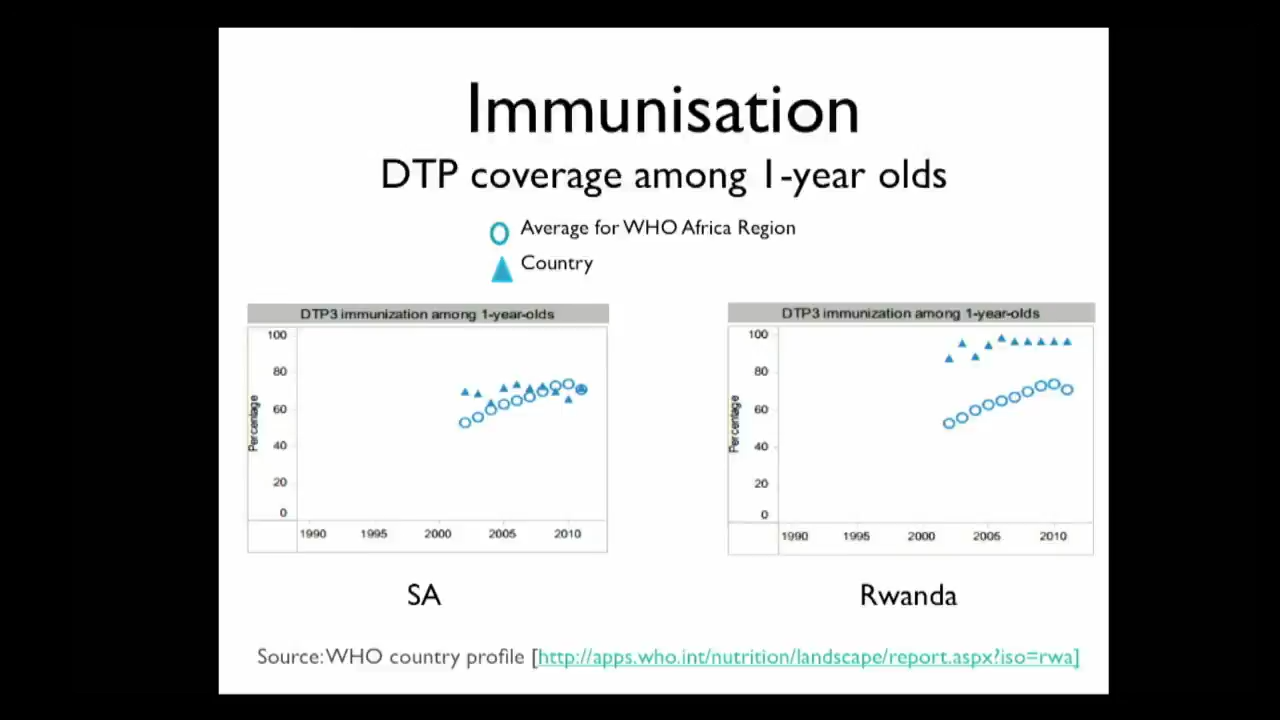 Immunisation
DTP coverage among 1-year olds
Average for WHO Africa Region
Country
DTP3 immunization among 1-year-olds
100
80
60
40
20
0
Percentage
1990 1995 2000 2005 2010
SA
DTP3 immunization among 1-year-olds
100
80
60
40
20
0
Percentage
1990 1995 2000 2005 2010
Rwanda
Source: WHO country profile [http://apps.who.int/nutrition/landscape/report.aspx?iso=rwa]